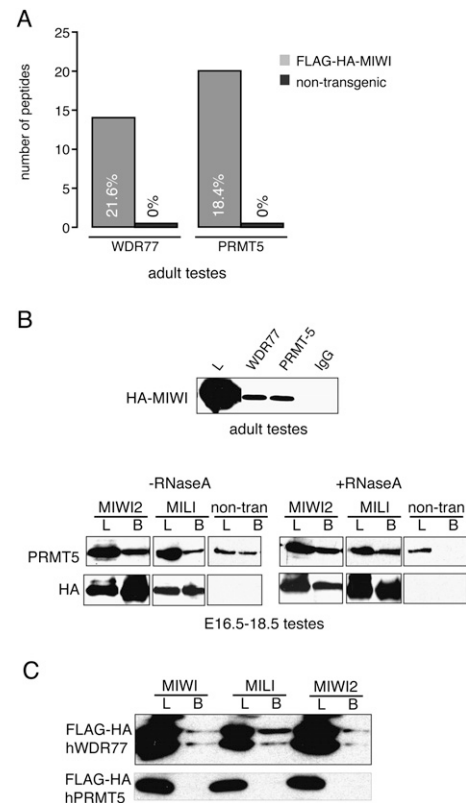 A
number of peptides
25
20
15
10
5
0
21.6%
0%
18.4%
0%
WDR77
PRMT5
adult testes
FLAG-HA-MIWI
non-transgenic
B
L
WDR77
PRMT-5
IgG
HA-MIWI
adult testes
-RNaseA
+RNaseA
MIWI2 MILI non-tran MIWI2 MILI non-tran
L B L B L B L B L B L B
PRMT5
HA
E16.5-18.5 testes
C
MIWI MILI MIWI2
L B L B L B
FLAG-HA
hWDR77
FLAG-HA
hPRMT5